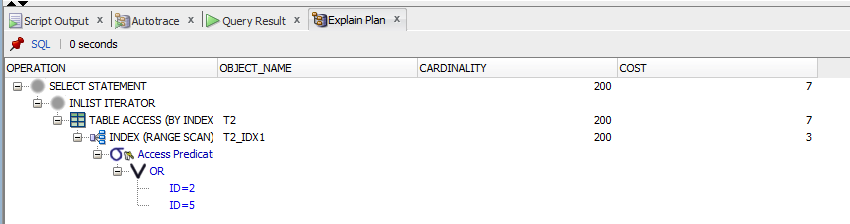 Script Output x Autotrace x Query Result x Explain Plan x
SQL | 0 seconds
OPERATION OBJECT_NAME CARDINALITY COST
SELECT STATEMENT 200 7
INLIST ITERATOR
TABLE ACCESS (BY INDEX T2 200 7
INDEX (RANGE SCAN) T2_IDX1 200 3
Access Predicat
OR
ID=2
ID=5